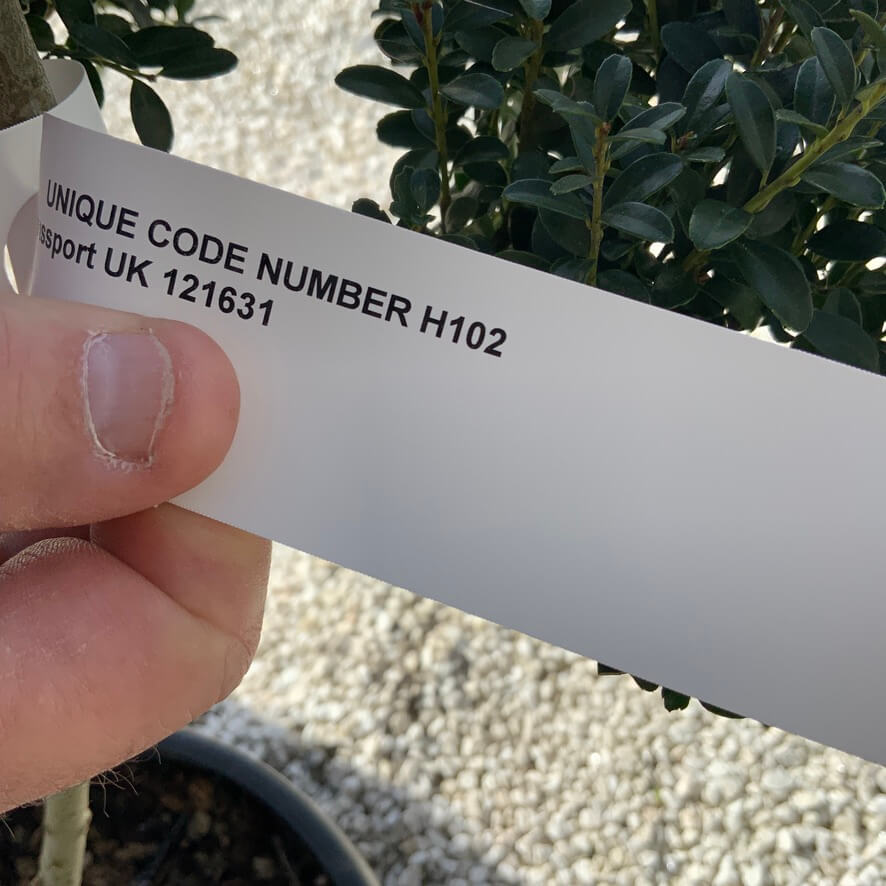 UNIQUE CODE NUMBER H102
ssport UK 121631